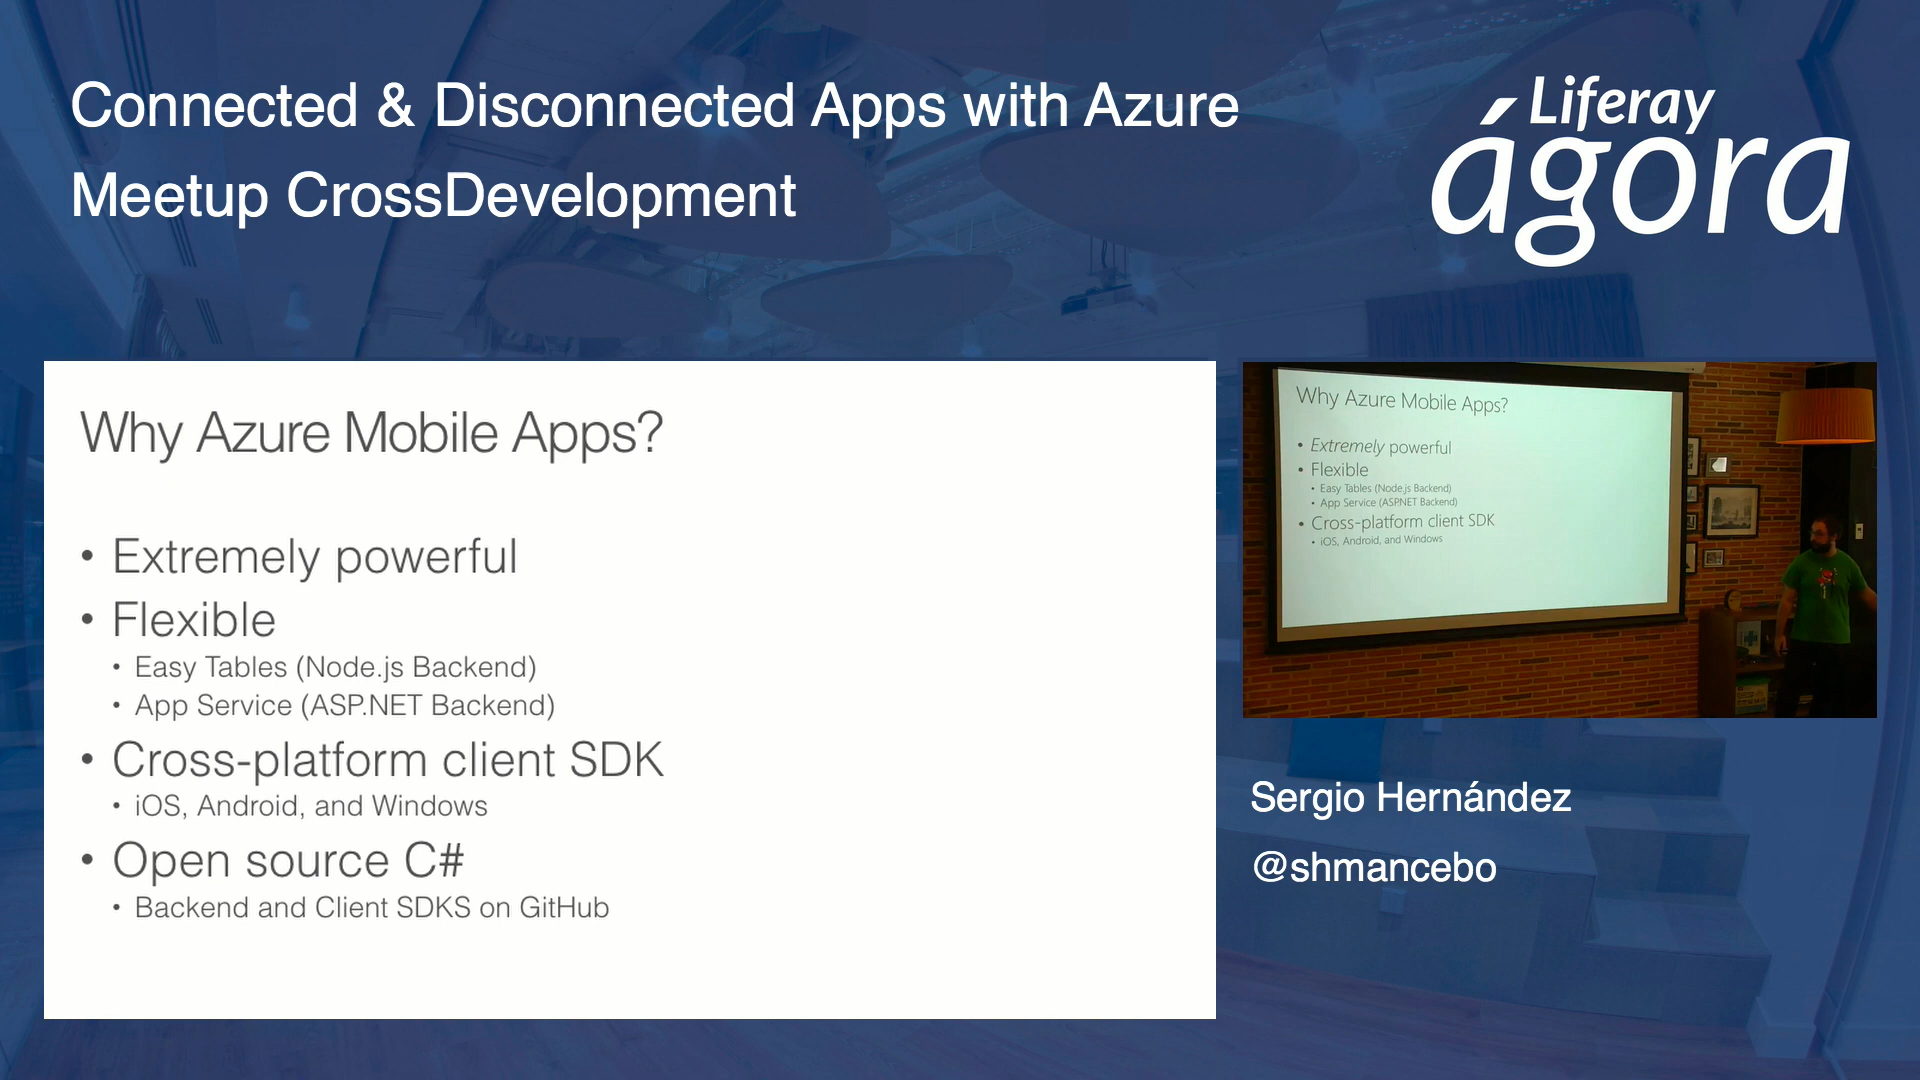 Connected & Disconnected Apps with Azure
Meetup CrossDevelopment
Liferay
ágora
Why Azure Mobile Apps?
• Extremely powerful
• Flexible
• Easy Tables (Node.js Backend)
• App Service (ASP.NET Backend)
• Cross-platform client SDK
• iOS, Android, and Windows
• Open source C#
• Backend and Client SDKS on GitHub
Why Azure Mobile Apps?
• Extremely powerful
• Flexible
• Easy Tables (Node.js Backend)
• App Service (ASP.NET Backend)
• Cross-platform client SDK
• iOS, Android, and Windows
Sergio Hernández
@shmancebo